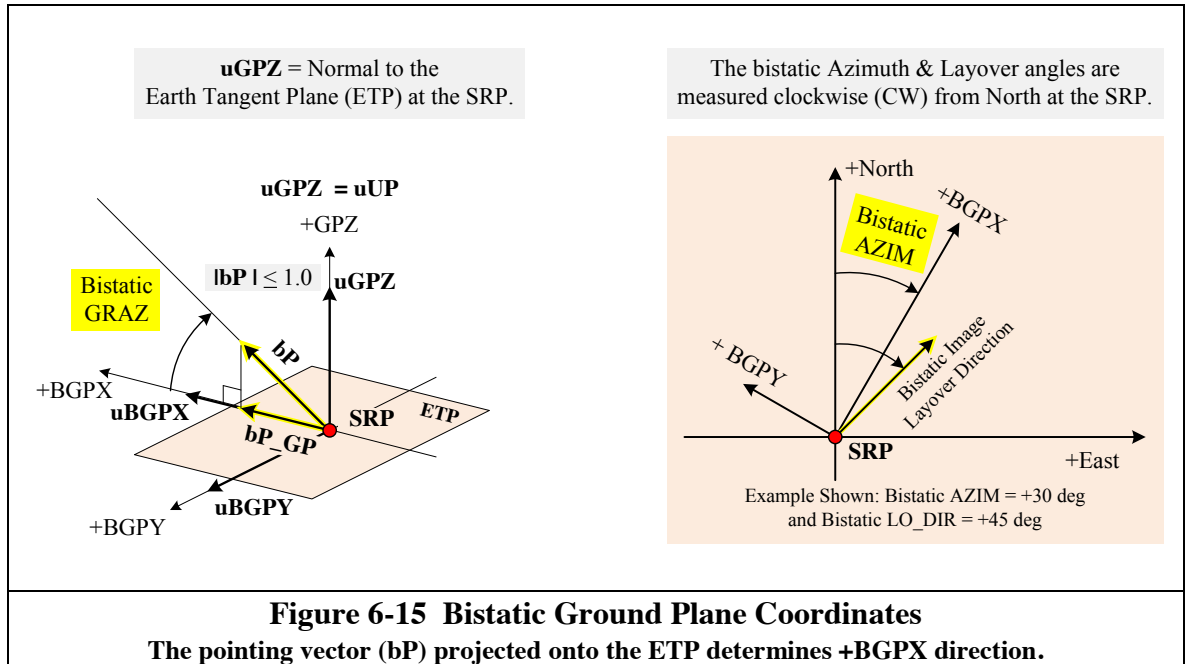 uGPZ = Normal to the
Earth Tangent Plane (ETP) at the SRP.
The bistatic Azimuth & Layover angles are
measured clockwise (CW) from North at the SRP.
uGPZ = uUP
+GPZ
|bP| ≤ 1.0
uGPZ
Bistatic
GRAZ
bP
+BGPX
uBGPX
bP_GP
SRP
ETP
uBGPY
+BGPY
+North
+BGPX
Bistatic
AZIM
+ BGPY
Bistatic Image
Layover Direction
SRP
+East
Example Shown: Bistatic AZIM = +30 deg
and Bistatic LO_DIR = +45 deg
Figure 6-15 Bistatic Ground Plane Coordinates
The pointing vector (bP) projected onto the ETP determines +BGPX direction.